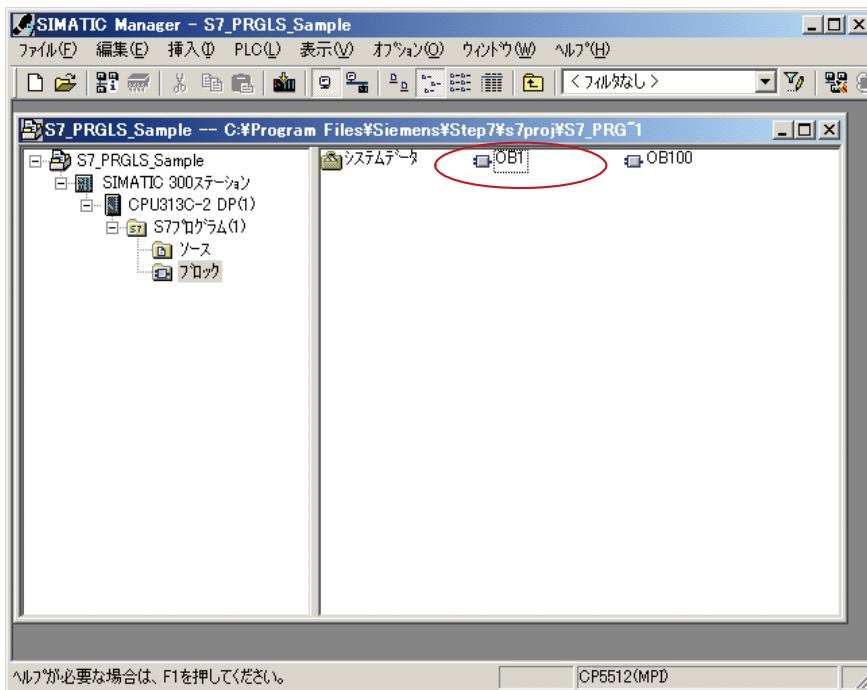 SIMATIC Manager - S7_PRGLS_Sample
ファイル(F) 編集(E) 挿入(I) PLC(L) 表示(V) オプション(O) ウィンドウ(W) ヘルプ(H)
< フィルタなし >
S7_PRGLS_Sample -- C:¥Program Files¥Siemens¥Step7¥s7proj¥S7_PRG~1
S7_PRGLS_Sample
SIMATIC 300ステーション
CPU313C-2 DP(1)
S7プログラム(1)
ソース
ブロック
システムデータ OB1 OB100
ヘルプが必要な場合は、F1を押してください。 CP5512(MPI)